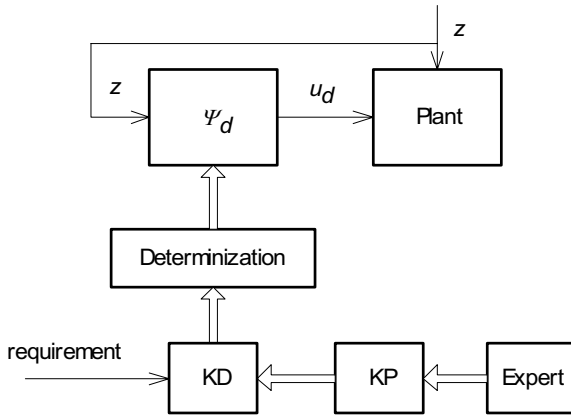 z
z
Ψd
ud
Plant
Determinization
requirement
KD
KP
Expert